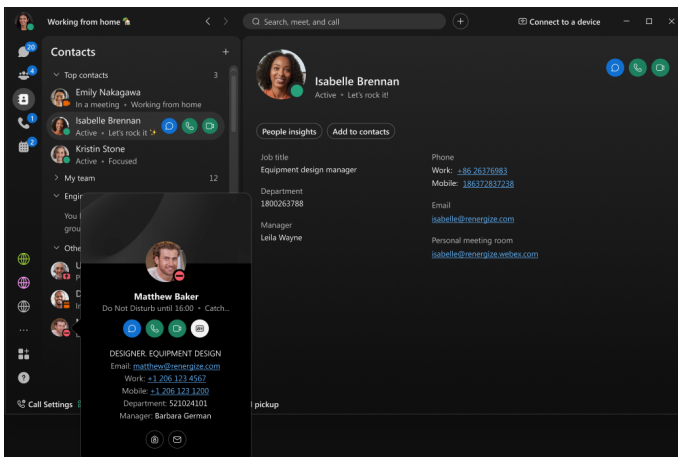 Working from home
Search, meet, and call
Connect to a device
20
4
1
2
Contacts
Top contacts 3
Emily Nakagawa
In a meeting • Working from home
Isabelle Brennan
Active • Let's rock it
Kristin Stone
Active • Focused
My team 12
Isabelle Brennan
Active • Let's rock it!
People insights
Add to contacts
Job title
Equipment design manager
Department
1800263788
Manager
Leila Wayne
Phone
Work: +86 26376983
Mobile: 186372837238
Email
isabelle@renergize.com
Personal meeting room
isabelle@renergize.webex.com
Matthew Baker
Do Not Disturb until 16:00 • Catch...
DESIGNER. EQUIPMENT DESIGN
Email: matthew@renergize.com
Work: +1 206 123 4567
Mobile: +1 206 123 1200
Department: 521024101
Manager: Barbara German
Call Settings
pickup